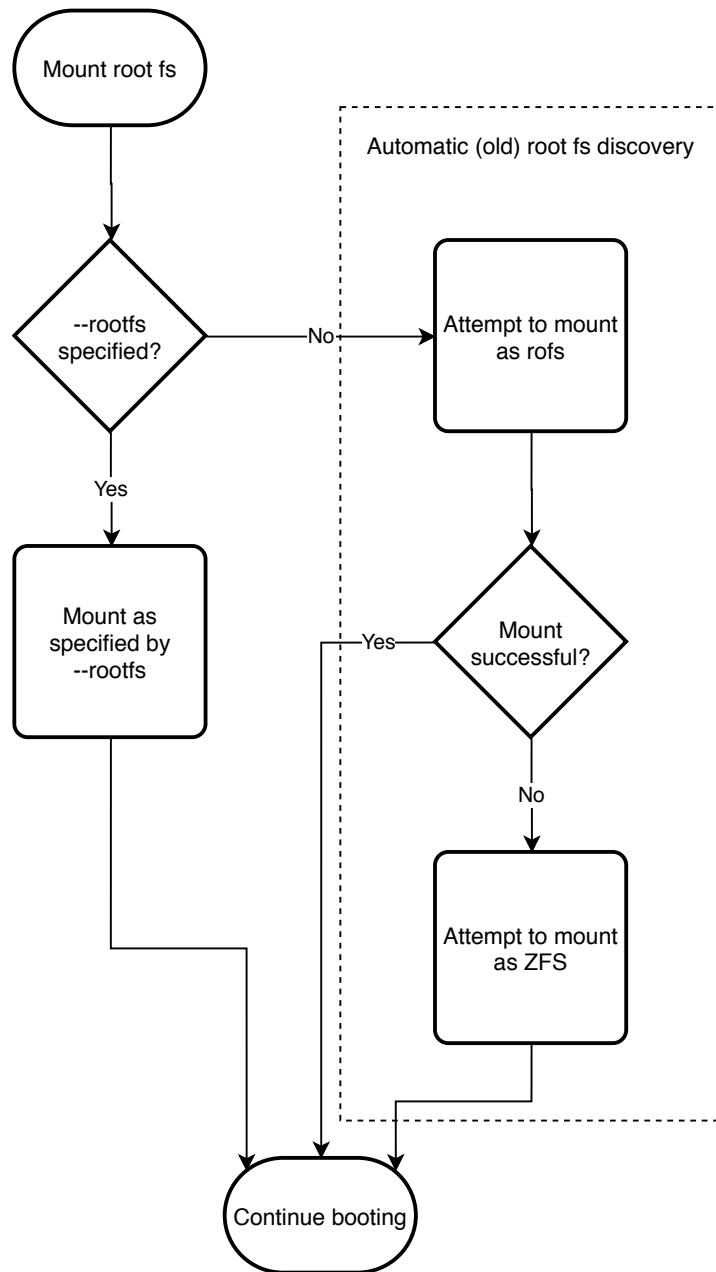 Mount root fs
Automatic (old) root fs discovery
--rootfs
specified?
No
Attempt to mount
as rofs
Yes
Mount as
specified by
--rootfs
Yes
Mount
successful?
No
Attempt to mount
as ZFS
Continue booting